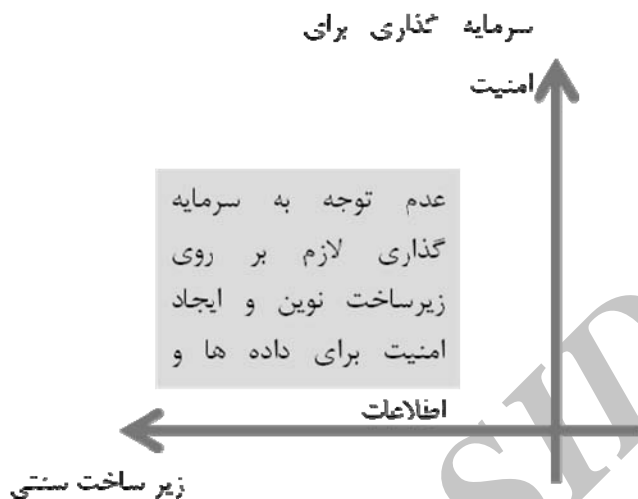 سرمایه گذاری برای
امنیت
عدم توجه به سرمایه
گذاری لازم بر روی
زیرساخت نوین و ایجاد
امنیت برای داده ها و
اطلاعات
زیر ساخت سنتی
SID